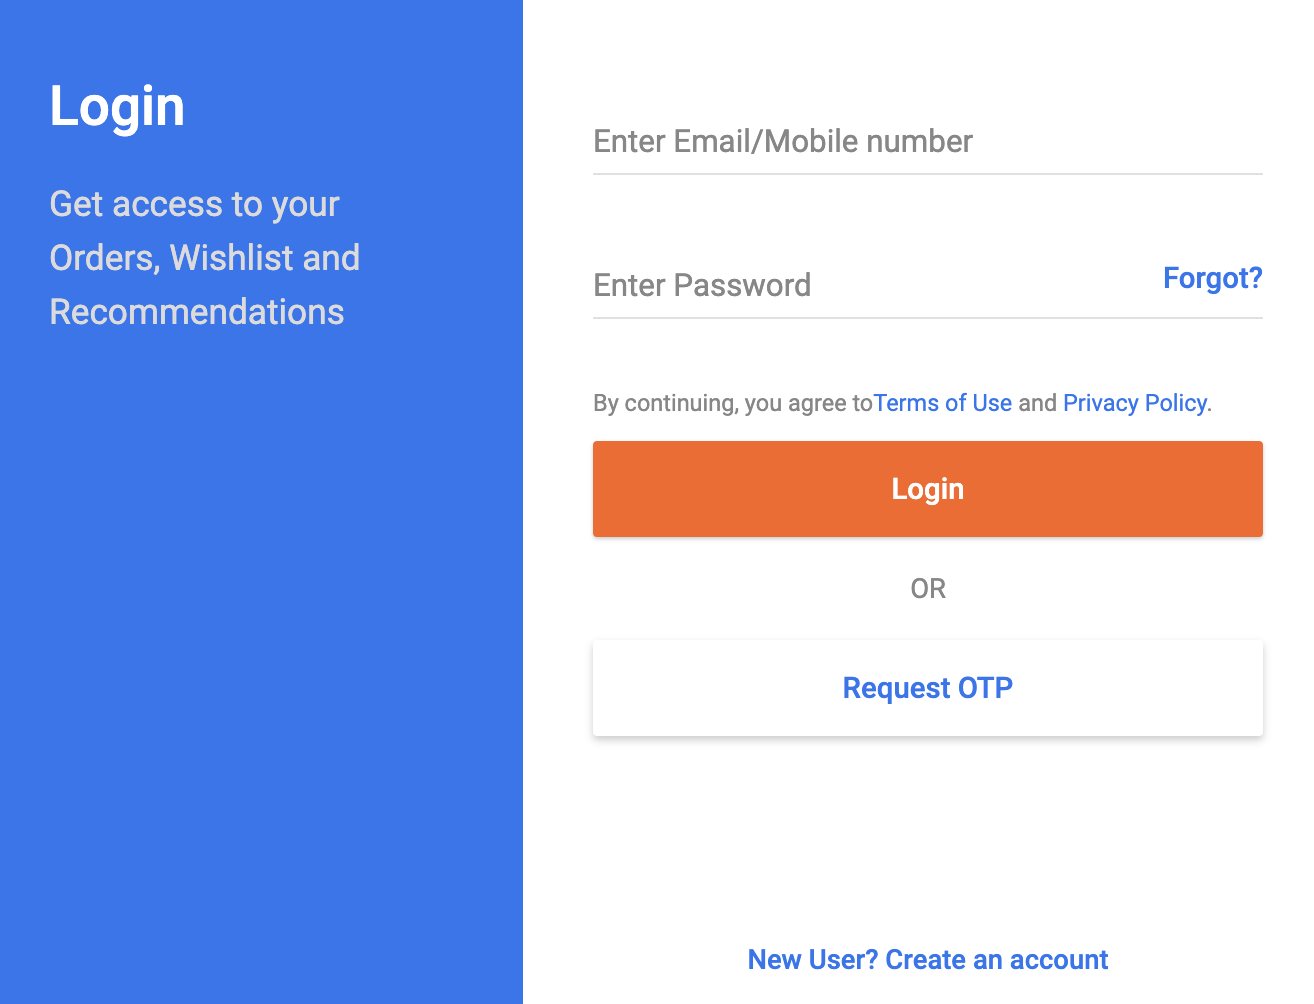 Login
Get access to your
Orders, Wishlist and
Recommendations
Enter Email/Mobile number
Enter Password
Forgot?
By continuing, you agree toTerms of Use and Privacy Policy.
Login
OR
Request OTP
New User? Create an account